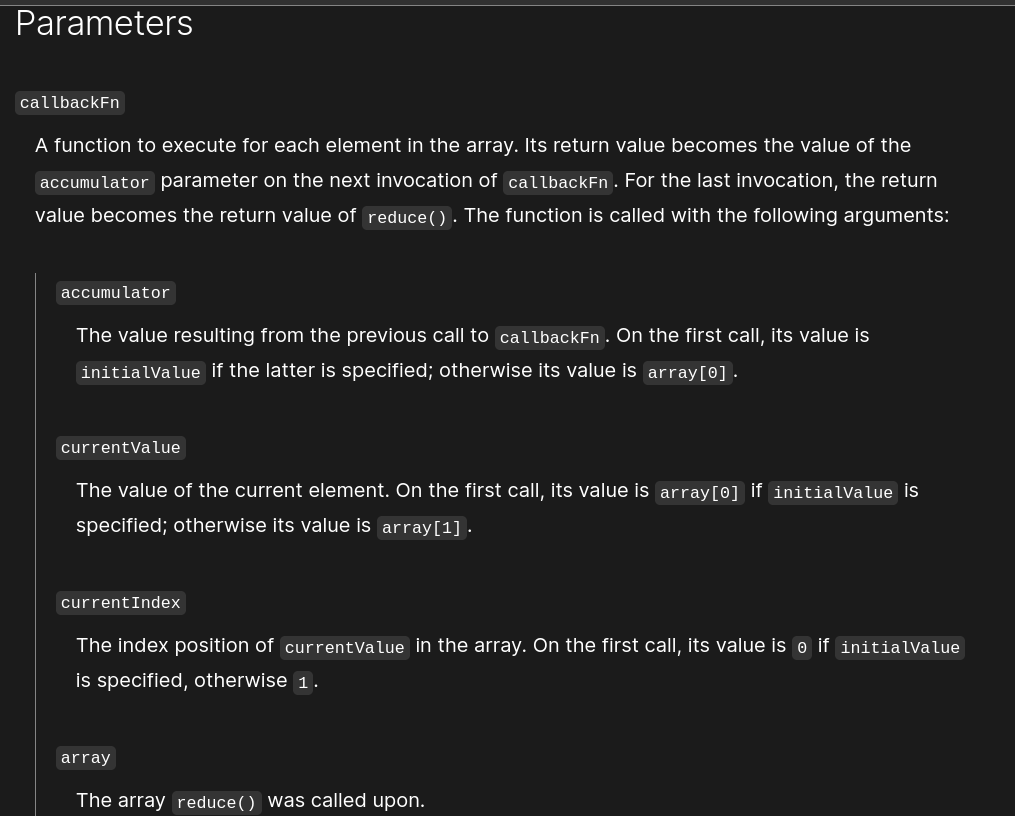 Parameters
callbackFn
A function to execute for each element in the array. Its return value becomes the value of the
accumulator parameter on the next invocation of callbackFn. For the last invocation, the return
value becomes the return value of reduce(). The function is called with the following arguments:
accumulator
The value resulting from the previous call to callbackFn. On the first call, its value is
initialValue if the latter is specified; otherwise its value is array[0].
currentValue
The value of the current element. On the first call, its value is array[0] if initialValue is
specified; otherwise its value is array[1].
currentIndex
The index position of currentValue in the array. On the first call, its value is 0 if initialValue
is specified, otherwise 1.
array
The array reduce() was called upon.